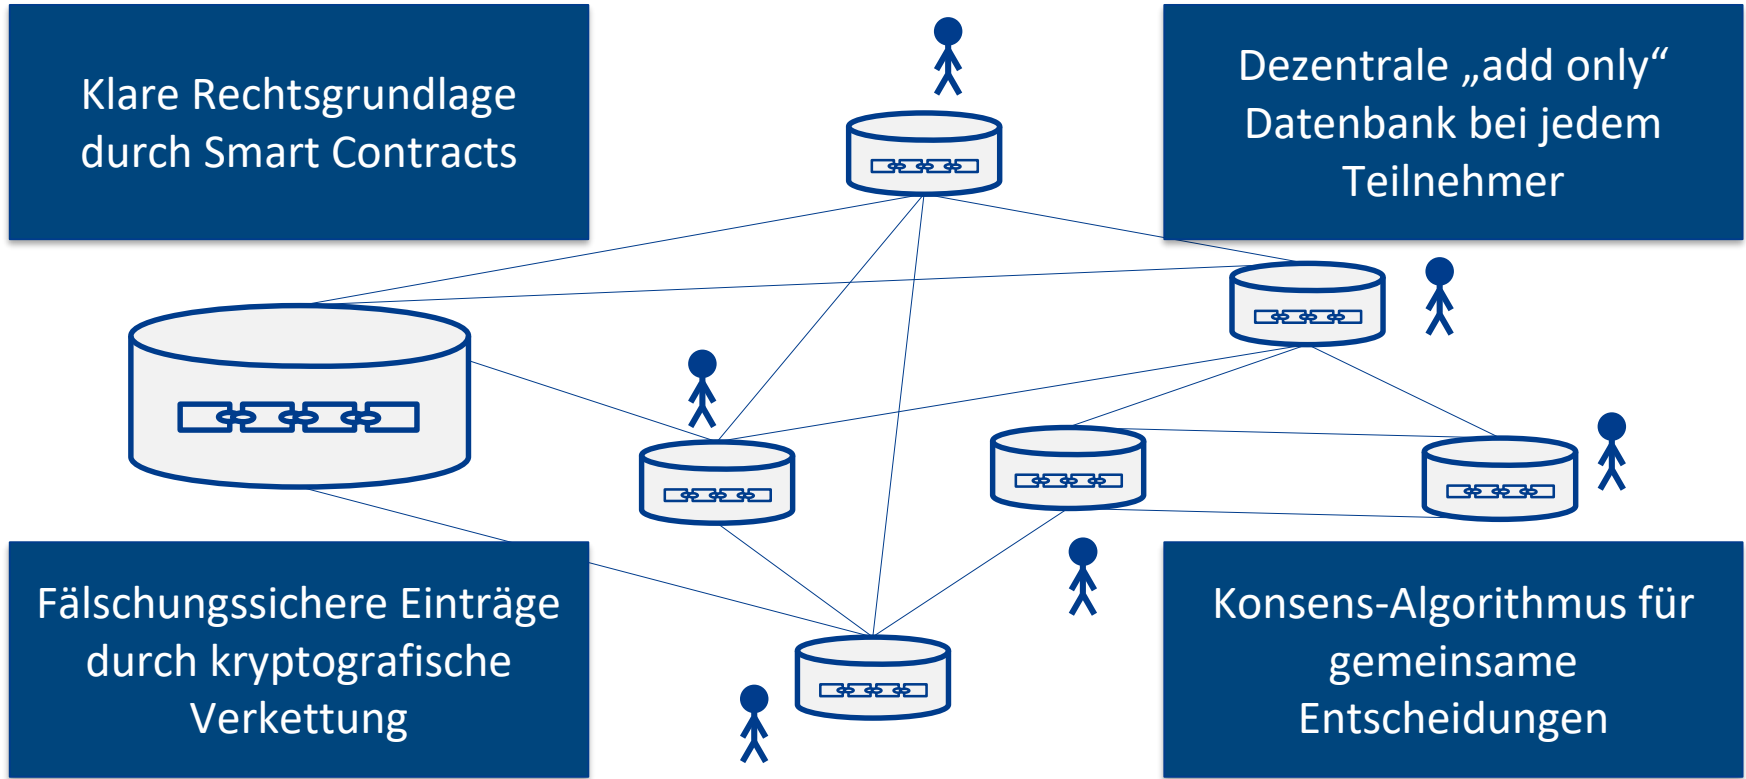 Klare Rechtsgrundlage
durch Smart Contracts
Dezentrale „add only“
Datenbank bei jedem
Teilnehmer
Fälschungssichere Einträge
durch kryptografische
Verkettung
Konsens-Algorithmus für
gemeinsame
Entscheidungen